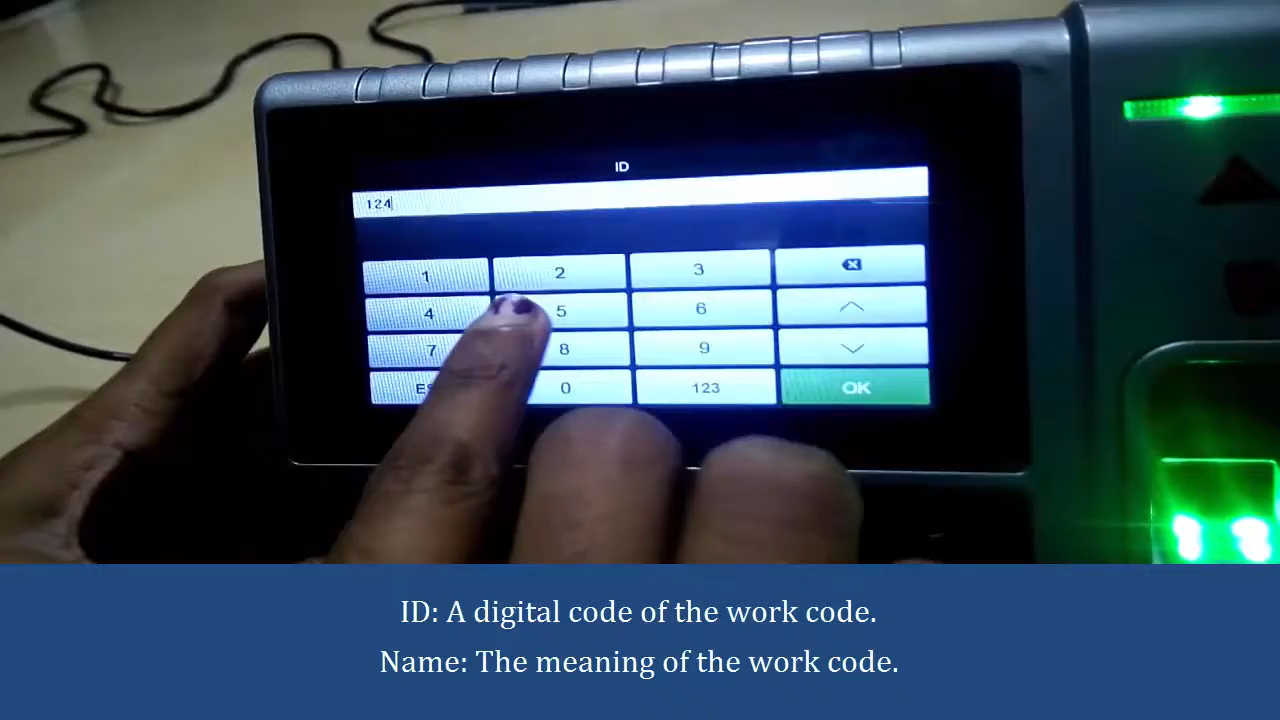 ID
124
1 2 3
4 5 6
7 8 9
0 123 OK
ID: A digital code of the work code.
Name: The meaning of the work code.